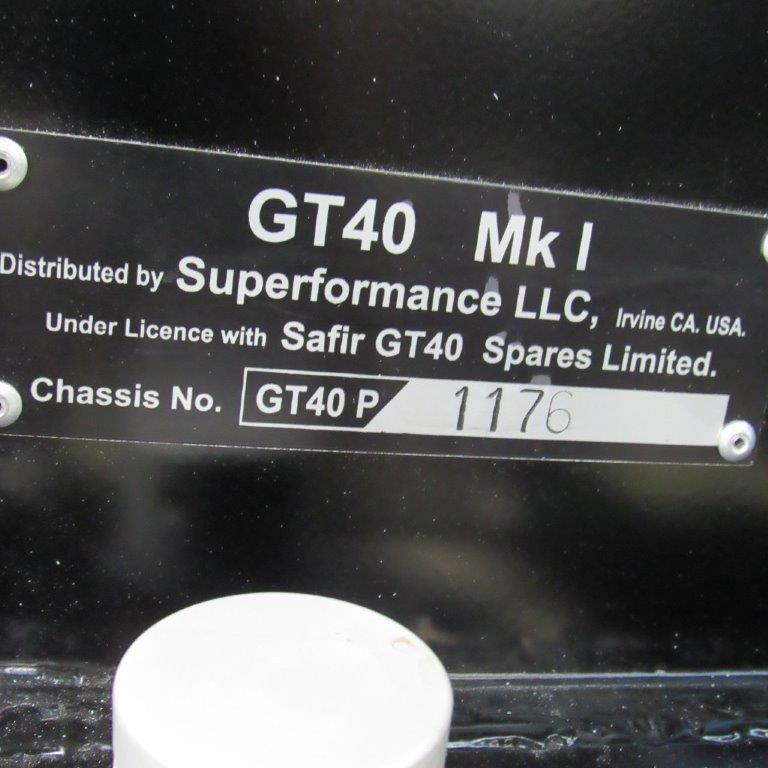 GT40 Mk I
Distributed by Superformance LLC, Irvine CA. USA.
Under Licence with Safir GT40 Spares Limited.
Chassis No. GT40 P 1176